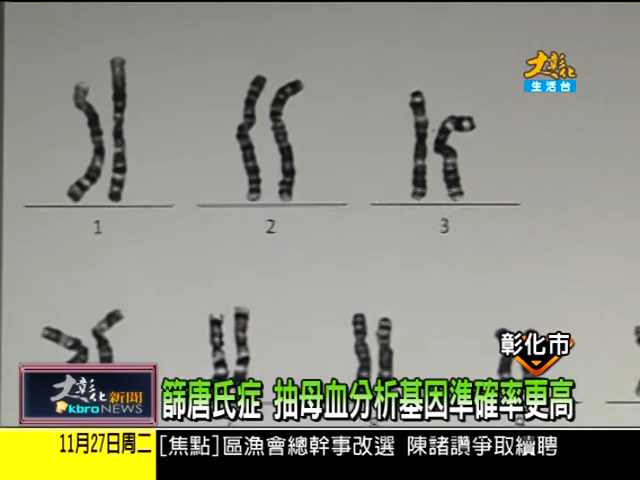 大彰化
生活台
1
2
3
彰化市
大彰化新聞
kbro NEWS
篩唐氏症 抽母血分析基因準確率更高
11月27日周二
[焦點]區漁會總幹事改選 陳諸讚爭取續聘